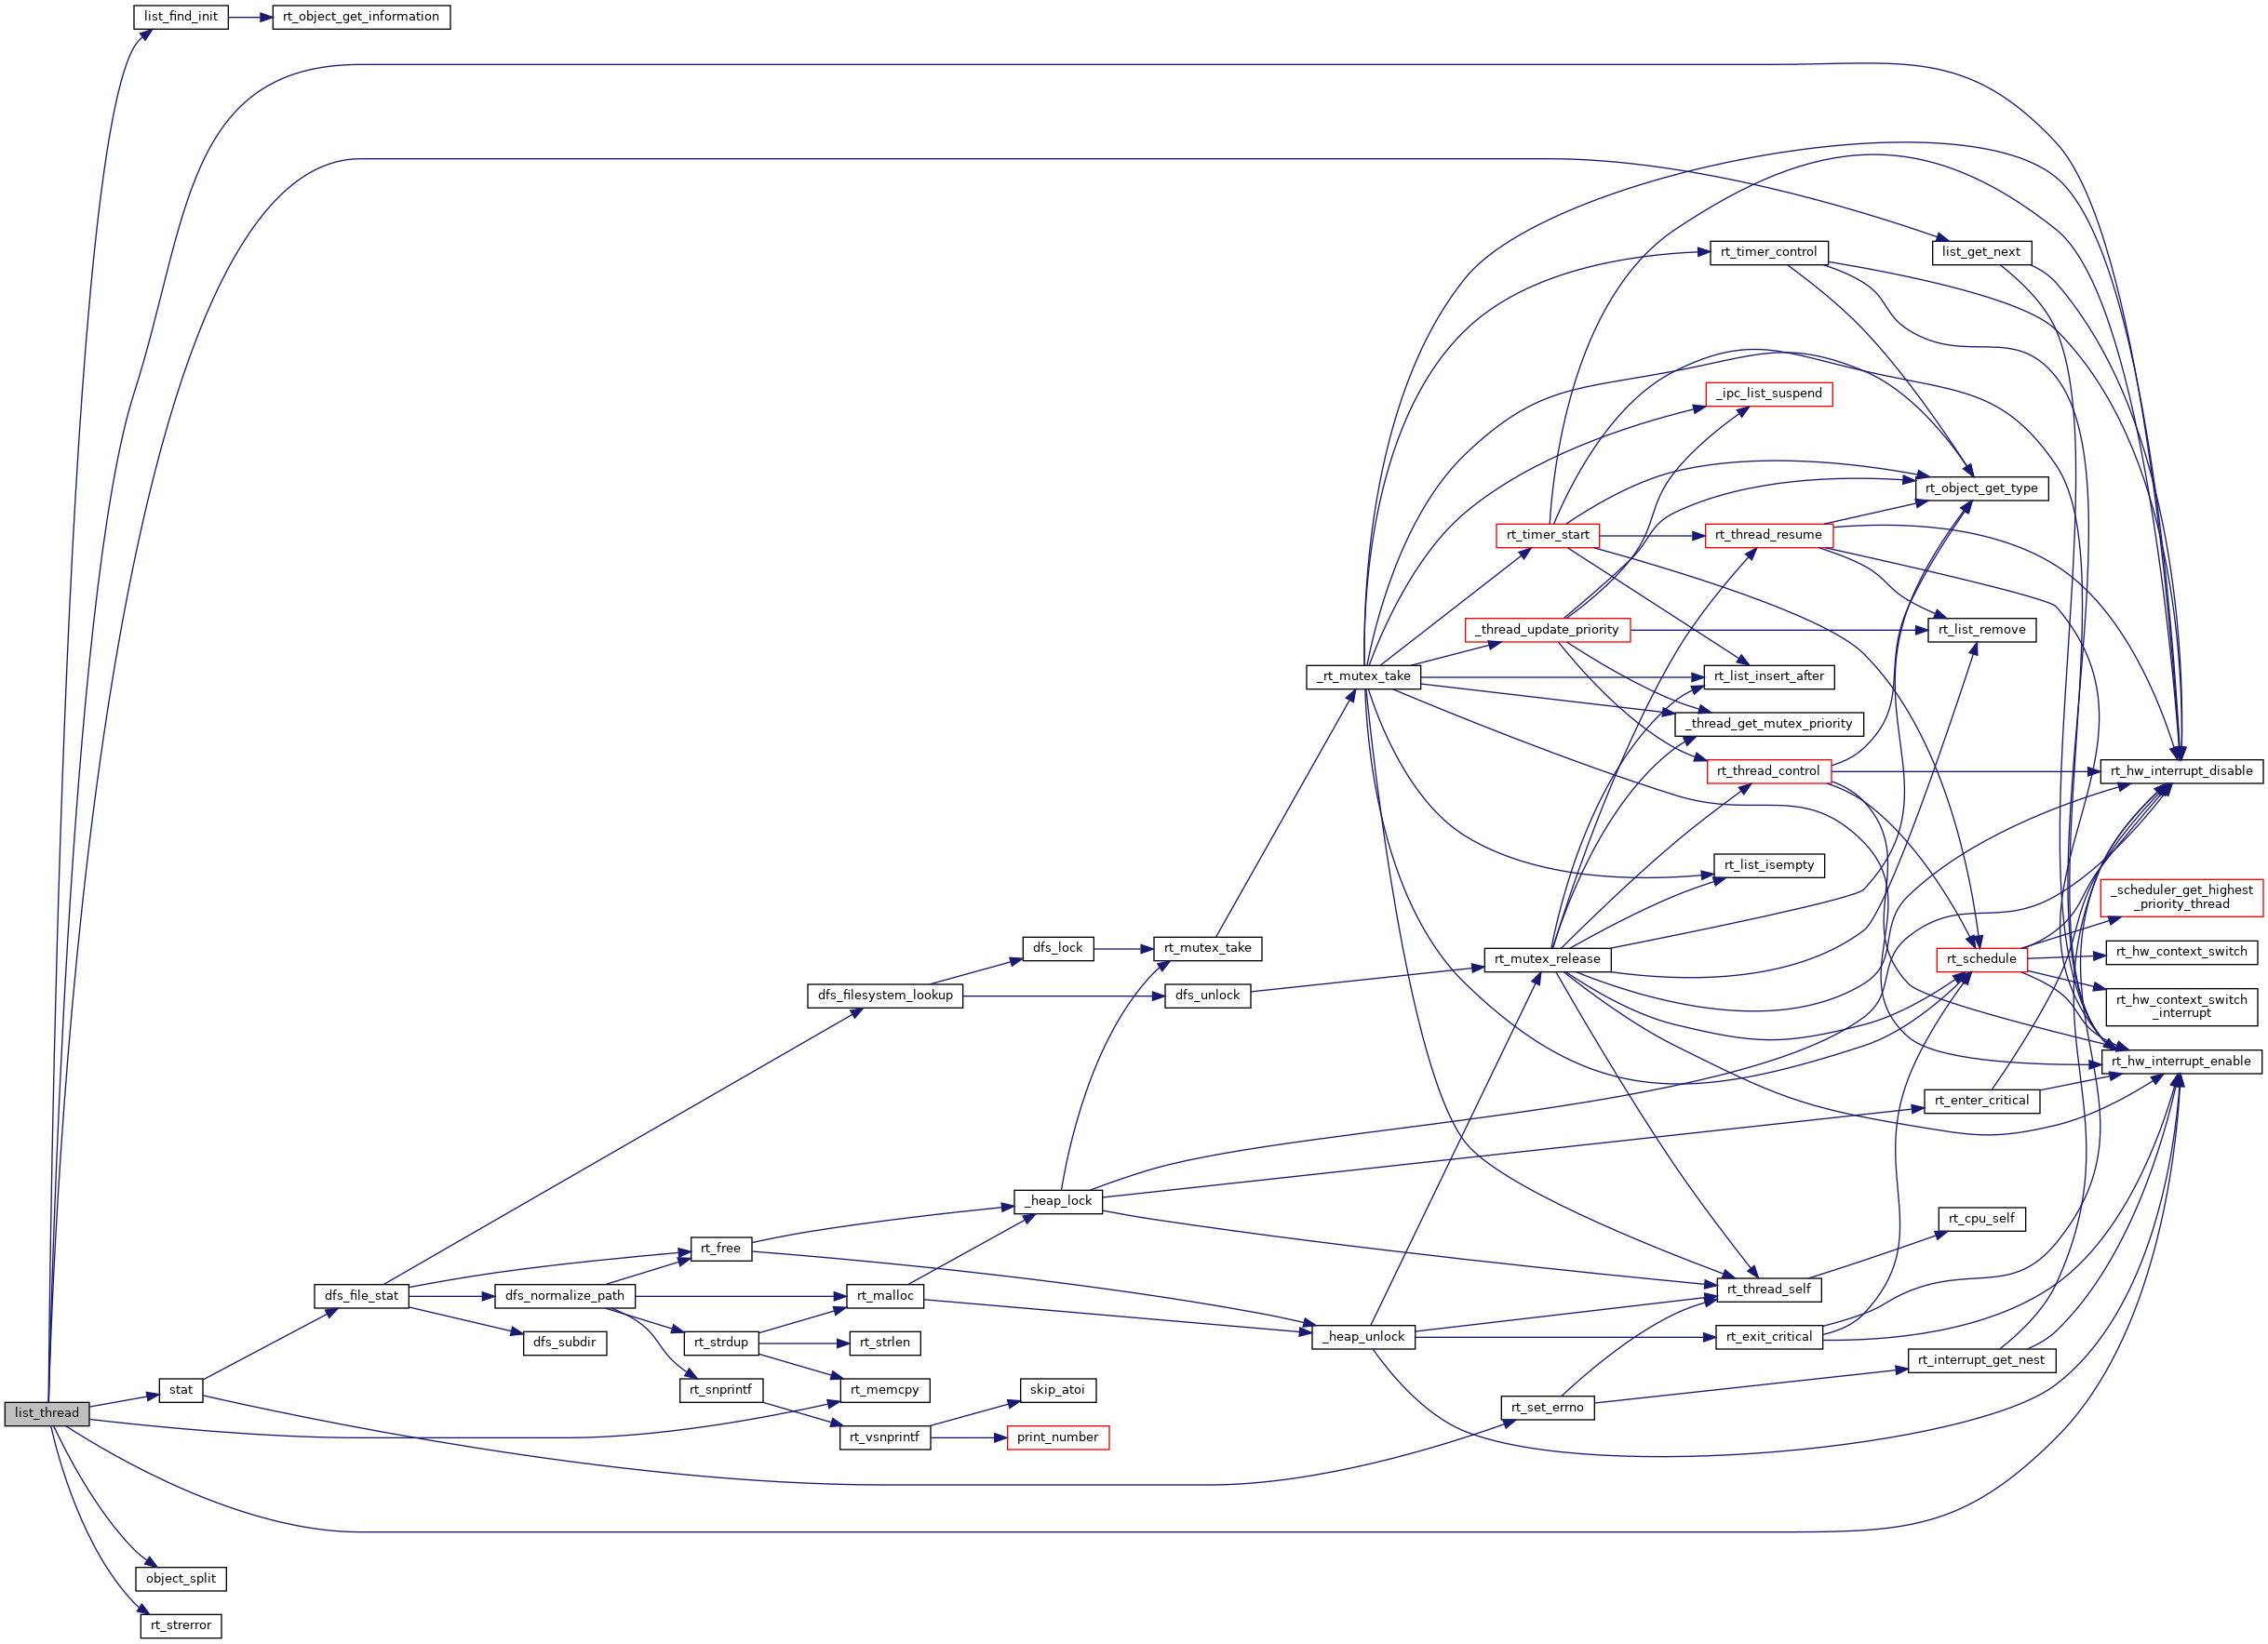 list_find_init
rt_object_get_information
rt_timer_control
list_get_next
_ipc_list_suspend
rt_object_get_type
rt_timer_start
rt_thread_resume
_thread_update_priority
rt_list_remove
_rt_mutex_take
rt_list_insert_after
_thread_get_mutex_priority
rt_thread_control
rt_hw_interrupt_disable
rt_list_isempty
_scheduler_get_highest
_priority_thread
dfs_lock
rt_mutex_take
rt_mutex_release
rt_schedule
rt_hw_context_switch
dfs_filesystem_lookup
dfs_unlock
rt_hw_context_switch
_interrupt
rt_hw_interrupt_enable
rt_enter_critical
_heap_lock
rt_cpu_self
rt_free
dfs_file_stat
dfs_normalize_path
rt_malloc
rt_thread_self
dfs_subdir
rt_strdup
rt_strlen
_heap_unlock
rt_exit_critical
rt_interrupt_get_nest
stat
rt_snprintf
rt_memcpy
skip_atoi
list_thread
rt_set_errno
rt_vsnprintf
print_number
object_split
rt_strerror